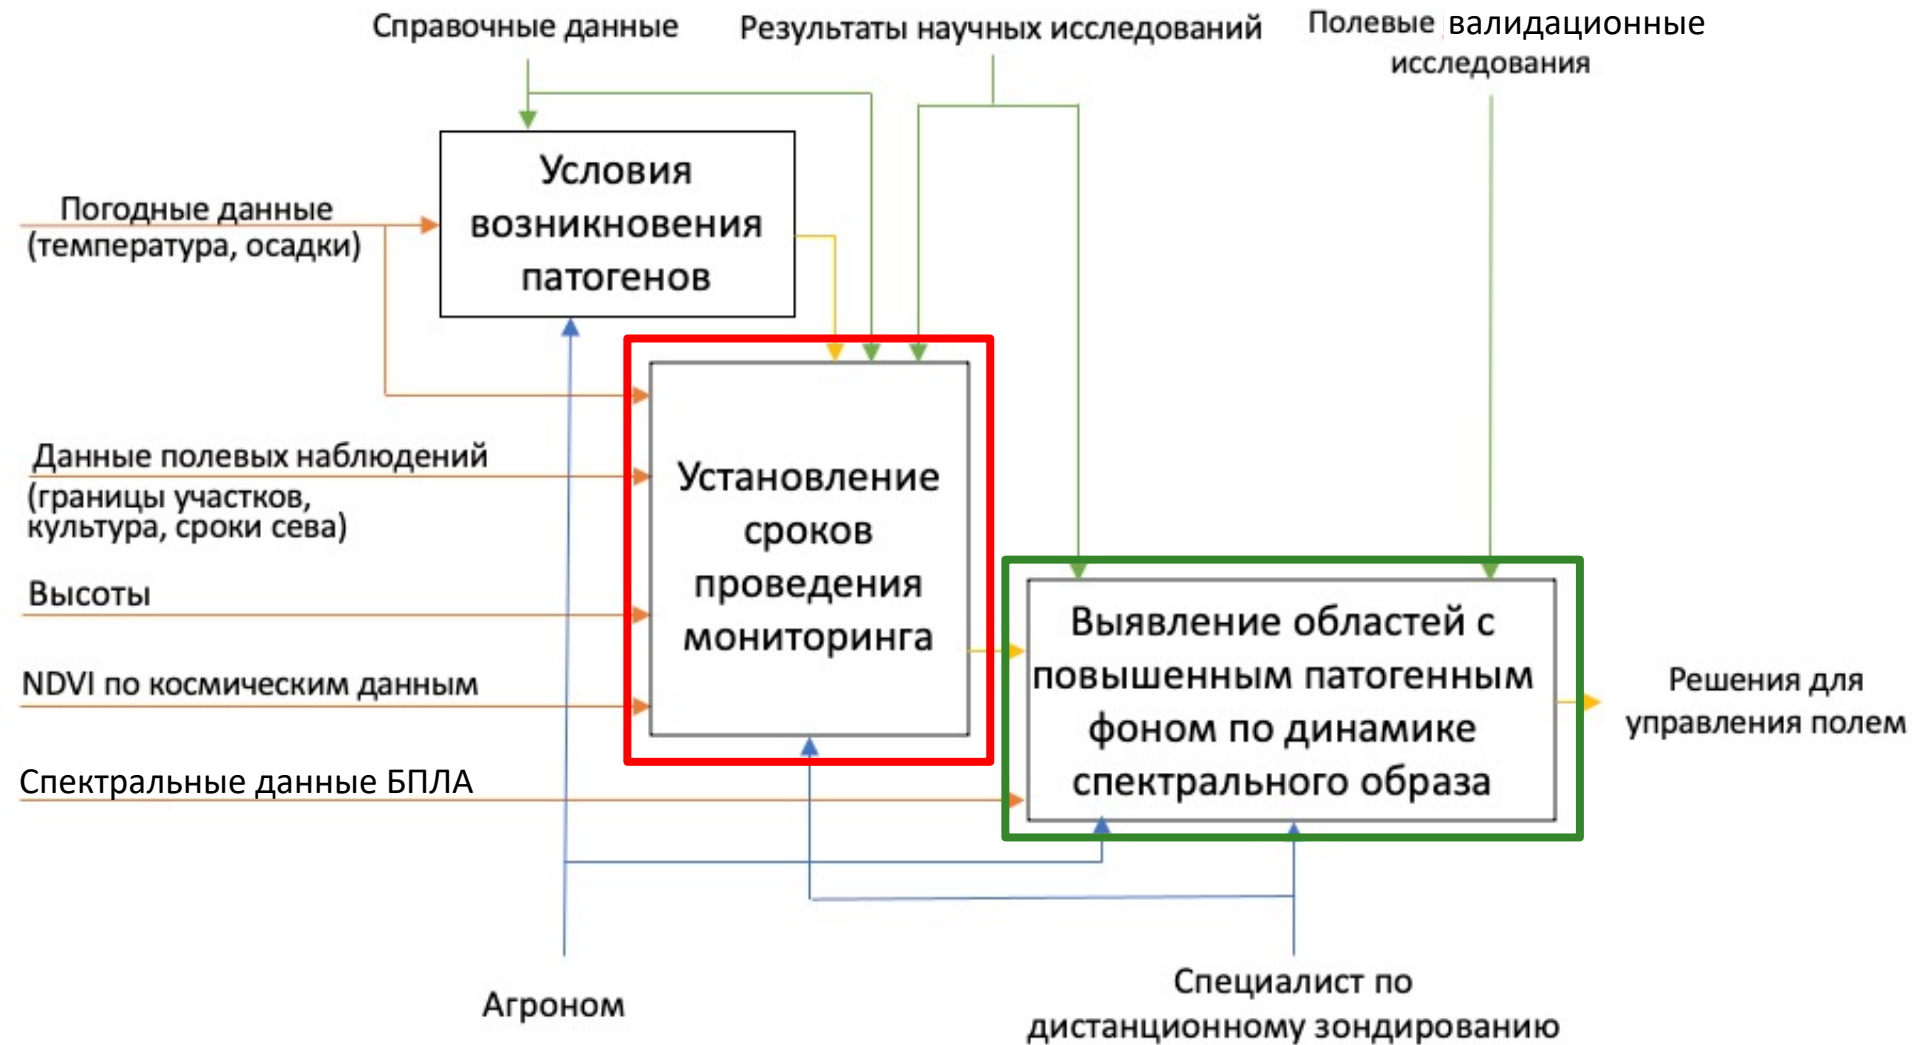 Справочные данные
Результаты научных исследований
Полевые валидационные
исследования
Условия
возникновения
патогенов
Погодные данные
(температура, осадки)
Данные полевых наблюдений
(границы участков,
культура, сроки сева)
Высоты
NDVI по космическим данным
Спектральные данные БПЛА
Установление
сроков
проведения
мониторинга
Выявление областей с
повышенным патогенным
фоном по динамике
спектрального образа
Решения для
управления полем
Агроном
Специалист по
дистанционному зондированию